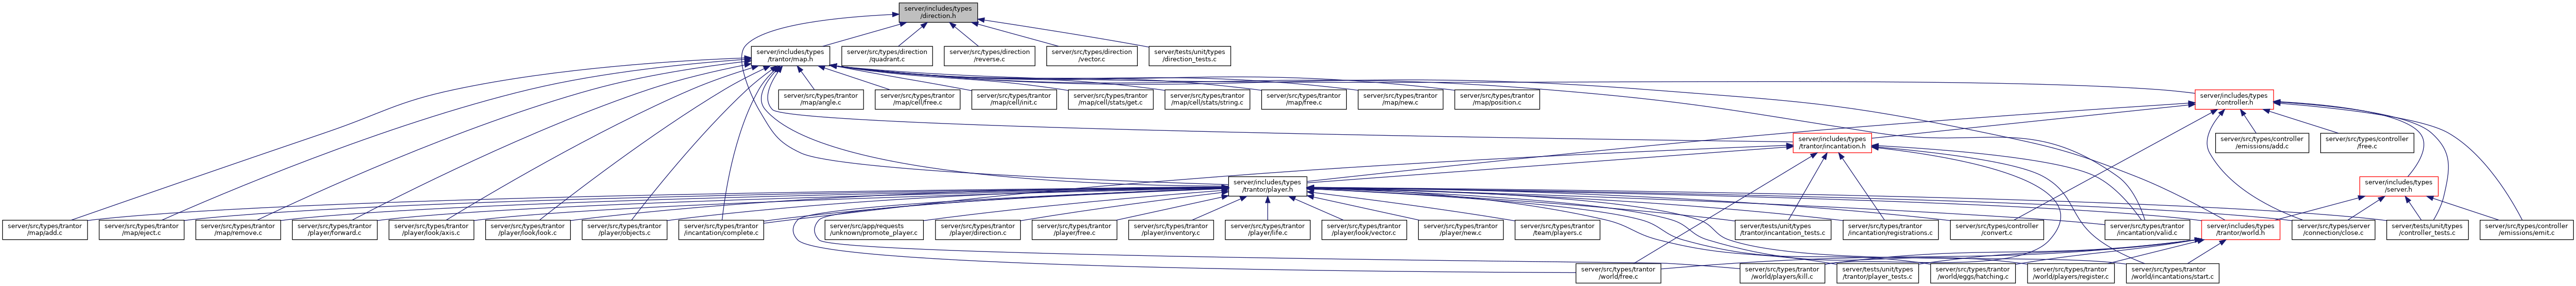 server/includes/types
/direction.h
server/includes/types
/trantor/map.h
server/src/types/direction
/quadrant.c
server/src/types/direction
/reverse.c
server/src/types/direction
/vector.c
server/tests/unit/types
/direction_tests.c
server/src/types/trantor
/map/angle.c
server/src/types/trantor
/map/cell/free.c
server/src/types/trantor
/map/cell/init.c
server/src/types/trantor
/map/cell/stats/get.c
server/src/types/trantor
/map/cell/stats/string.c
server/src/types/trantor
/map/free.c
server/src/types/trantor
/map/new.c
server/src/types/trantor
/map/position.c
server/includes/types
/controller.h
server/includes/types
/trantor/incantation.h
server/src/types/controller
/emissions/add.c
server/src/types/controller
/free.c
server/includes/types
/trantor/player.h
server/includes/types
/server.h
server/src/types/trantor
/map/add.c
server/src/types/trantor
/map/eject.c
server/src/types/trantor
/map/remove.c
server/src/types/trantor
/player/forward.c
server/src/types/trantor
/player/look/axis.c
server/src/types/trantor
/player/look/look.c
server/src/types/trantor
/player/objects.c
server/src/types/trantor
/incantation/complete.c
server/src/app/requests
/unknown/promote_player.c
server/src/types/trantor
/player/direction.c
server/src/types/trantor
/player/free.c
server/src/types/trantor
/player/inventory.c
server/src/types/trantor
/player/life.c
server/src/types/trantor
/player/look/vector.c
server/src/types/trantor
/player/new.c
server/src/types/trantor
/team/players.c
server/tests/unit/types
/trantor/incantation_tests.c
server/src/types/trantor
/incantation/registrations.c
server/src/types/controller
/convert.c
server/src/types/trantor
/incantation/valid.c
server/includes/types
/trantor/world.h
server/src/types/server
/connection/close.c
server/tests/unit/types
/controller_tests.c
server/src/types/controller
/emissions/emit.c
server/src/types/trantor
/world/free.c
server/src/types/trantor
/world/players/kill.c
server/tests/unit/types
/trantor/player_tests.c
server/src/types/trantor
/world/eggs/hatching.c
server/src/types/trantor
/world/players/register.c
server/src/types/trantor
/world/incantations/start.c